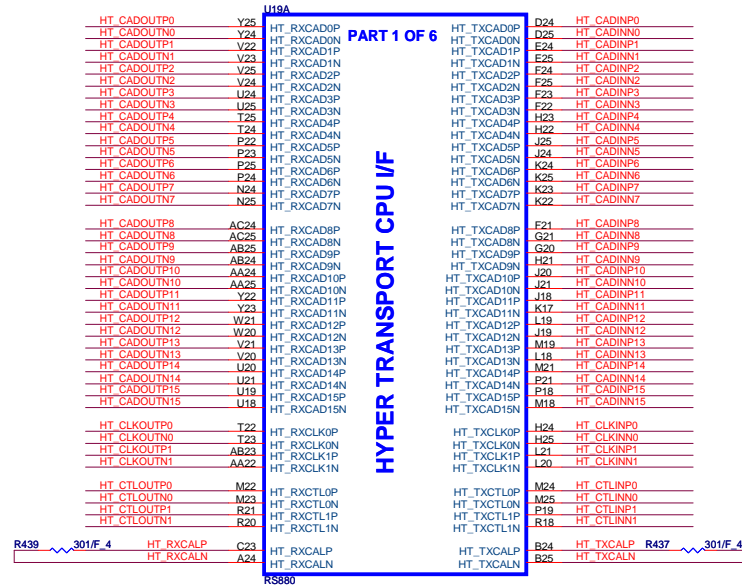 U19A
PART 1 OF 6
HYPER TRANSPORT CPU I/F
HT_CADOUTP0 Y25 HT_RXCAD0P HT_TXCAD0P D24 HT_CADINP0
HT_CADOUTN0 Y24 HT_RXCAD0N HT_TXCAD0N D25 HT_CADINN0
HT_CADOUTP1 V22 HT_RXCAD1P HT_TXCAD1P E24 HT_CADINP1
HT_CADOUTN1 V23 HT_RXCAD1N HT_TXCAD1N E25 HT_CADINN1
HT_CADOUTP2 V25 HT_RXCAD2P HT_TXCAD2P F24 HT_CADINP2
HT_CADOUTN2 V24 HT_RXCAD2N HT_TXCAD2N F25 HT_CADINN2
HT_CADOUTP3 U24 HT_RXCAD3P HT_TXCAD3P F23 HT_CADINP3
HT_CADOUTN3 U25 HT_RXCAD3N HT_TXCAD3N F22 HT_CADINN3
HT_CADOUTP4 T25 HT_RXCAD4P HT_TXCAD4P H23 HT_CADINP4
HT_CADOUTN4 T24 HT_RXCAD4N HT_TXCAD4N H22 HT_CADINN4
HT_CADOUTP5 P22 HT_RXCAD5P HT_TXCAD5P J25 HT_CADINP5
HT_CADOUTN5 P23 HT_RXCAD5N HT_TXCAD5N J24 HT_CADINN5
HT_CADOUTP6 P25 HT_RXCAD6P HT_TXCAD6P K24 HT_CADINP6
HT_CADOUTN6 P24 HT_RXCAD6N HT_TXCAD6N K25 HT_CADINN6
HT_CADOUTP7 N24 HT_RXCAD7P HT_TXCAD7P K23 HT_CADINP7
HT_CADOUTN7 N25 HT_RXCAD7N HT_TXCAD7N K22 HT_CADINN7
HT_CADOUTP8 AC24 HT_RXCAD8P HT_TXCAD8P F21 HT_CADINP8
HT_CADOUTN8 AC25 HT_RXCAD8N HT_TXCAD8N G21 HT_CADINN8
HT_CADOUTP9 AB25 HT_RXCAD9P HT_TXCAD9P G20 HT_CADINP9
HT_CADOUTN9 AB24 HT_RXCAD9N HT_TXCAD9N H21 HT_CADINN9
HT_CADOUTP10 AA24 HT_RXCAD10P HT_TXCAD10P J20 HT_CADINP10
HT_CADOUTN10 AA25 HT_RXCAD10N HT_TXCAD10N J21 HT_CADINN10
HT_CADOUTP11 Y22 HT_RXCAD11P HT_TXCAD11P J18 HT_CADINP11
HT_CADOUTN11 Y23 HT_RXCAD11N HT_TXCAD11N K17 HT_CADINN11
HT_CADOUTP12 W21 HT_RXCAD12P HT_TXCAD12P L19 HT_CADINP12
HT_CADOUTN12 W20 HT_RXCAD12N HT_TXCAD12N J19 HT_CADINN12
HT_CADOUTP13 V21 HT_RXCAD13P HT_TXCAD13P M19 HT_CADINP13
HT_CADOUTN13 V20 HT_RXCAD13N HT_TXCAD13N L18 HT_CADINN13
HT_CADOUTP14 U20 HT_RXCAD14P HT_TXCAD14P M21 HT_CADINP14
HT_CADOUTN14 U21 HT_RXCAD14N HT_TXCAD14N P21 HT_CADINN14
HT_CADOUTP15 U19 HT_RXCAD15P HT_TXCAD15P P18 HT_CADINP15
HT_CADOUTN15 U18 HT_RXCAD15N HT_TXCAD15N M18 HT_CADINN15
HT_CLKOUTP0 T22 HT_RXCLK0P HT_TXCLK0P H24 HT_CLKINP0
HT_CLKOUTN0 T23 HT_RXCLK0N HT_TXCLK0N H25 HT_CLKINN0
HT_CLKOUTP1 AB23 HT_RXCLK1P HT_TXCLK1P L21 HT_CLKINP1
HT_CLKOUTN1 AA22 HT_RXCLK1N HT_TXCLK1N L20 HT_CLKINN1
HT_CTLOUTP0 M22 HT_RXCTL0P HT_TXCTL0P M24 HT_CTLINP0
HT_CTLOUTN0 M23 HT_RXCTL0N HT_TXCTL0N M25 HT_CTLINN0
HT_CTLOUTP1 R21 HT_RXCTL1P HT_TXCTL1P P19 HT_CTLINP1
HT_CTLOUTN1 R20 HT_RXCTL1N HT_TXCTL1N R18 HT_CTLINN1
R439 301/F_4 HT_RXCALP C23 HT_RXCALP HT_TXCALP B24 HT_TXCALP R437 301/F_4
HT_RXCALN A24 HT_RXCALN HT_TXCALN B25 HT_TXCALN
RS880